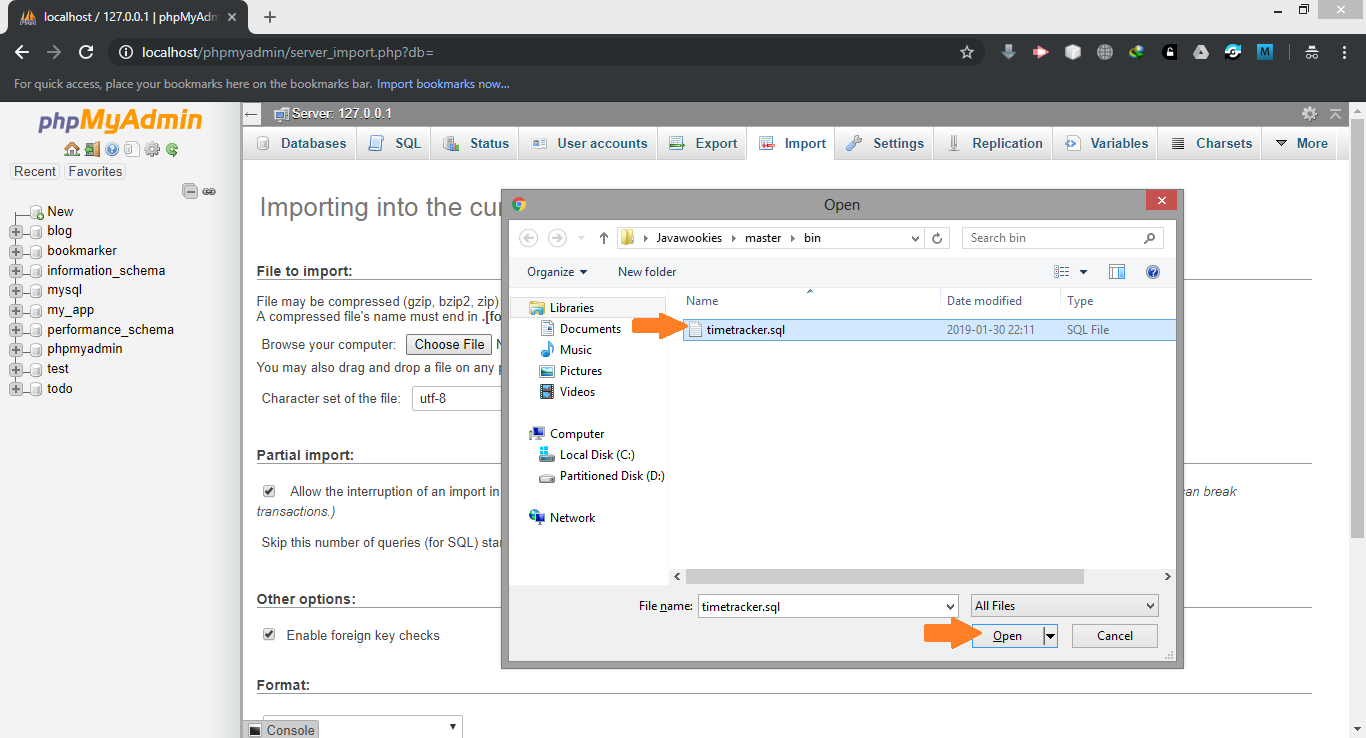 localhost / 127.0.0.1 | phpMyAdn
localhost/phpmyadmin/server_import.php?db=
For quick access, place your bookmarks here on the bookmarks bar. Import bookmarks now...
phpMyAdmin
Recent Favorites
New
blog
bookmarker
information_schema
mysql
my_app
performance_schema
phpmyadmin
test
todo
Server: 127.0.0.1
Databases SQL Status User accounts Export Import Settings Replication Variables Charsets More
Importing into the cu
File to import:
File may be compressed (gzip, bzip2, zip)
A compressed file's name must end in .[fo
Browse your computer: Choose File N
You may also drag and drop a file on any p
Character set of the file: utf-8
Partial import:
Allow the interruption of an import in
can break
transactions.)
Skip this number of queries (for SQL) star
Other options:
Enable foreign key checks
Format:
Console
Open
Javawookies master bin
Search bin
Organize New folder
Name Date modified Type
timetracker.sql 2019-01-30 22:11 SQL File
Libraries
Documents
Music
Pictures
Videos
Computer
Local Disk (C:)
Partitioned Disk (D:)
Network
File name: timetracker.sql All Files
Open Cancel